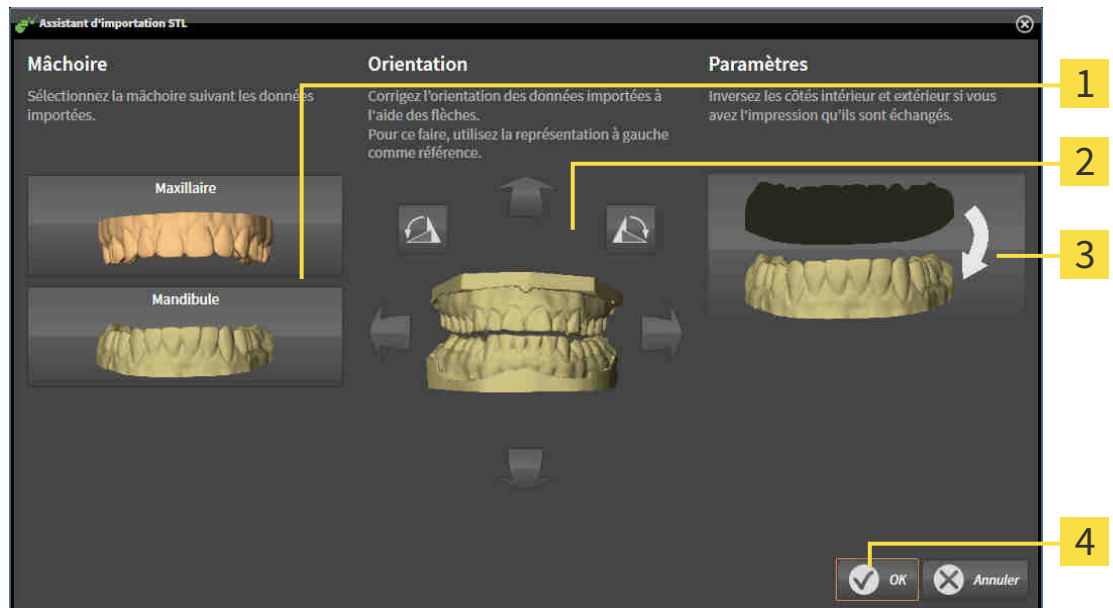 Assistant d'importation STL
Mâchoire
Sélectionnez la mâchoire suivant les données
importées.
Maxillaire
Mandibule
Orientation
Corrigez l'orientation des données importées à
l'aide des flèches.
Pour ce faire, utilisez la représentation à gauche
comme référence.
Paramètres
Inversez les côtés intérieur et extérieur si vous
avez l'impression qu'ils sont échangés.
OK
Annuler
1
2
3
4